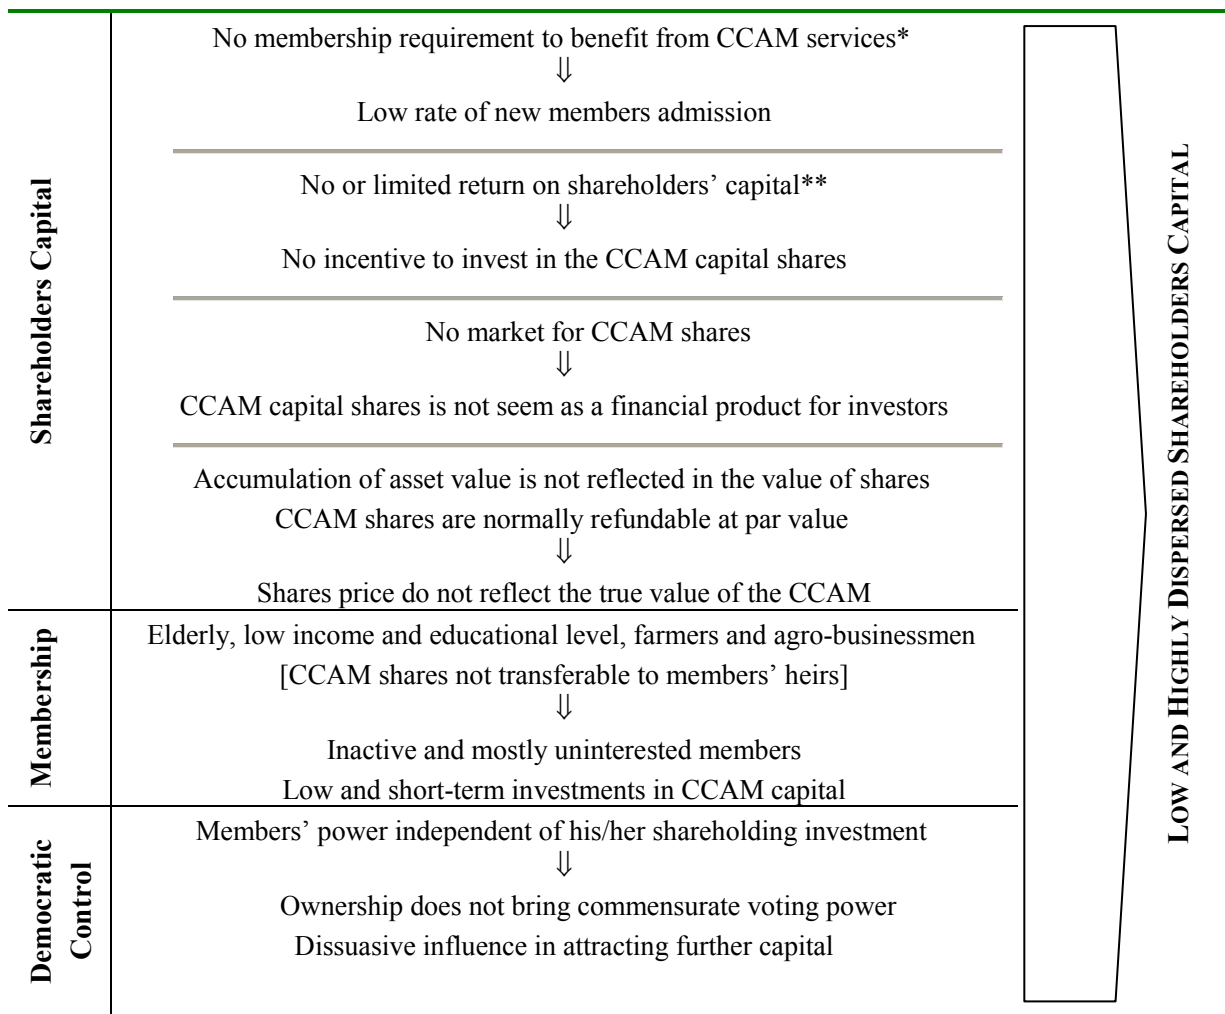 Shareholders Capital
No membership requirement to benefit from CCAM services*
⇓
Low rate of new members admission
No or limited return on shareholders’ capital**
⇓
No incentive to invest in the CCAM capital shares
No market for CCAM shares
⇓
CCAM capital shares is not seem as a financial product for investors
Accumulation of asset value is not reflected in the value of shares
CCAM shares are normally refundable at par value
⇓
Shares price do not reflect the true value of the CCAM
Membership
Elderly, low income and educational level, farmers and agro-businessmen
[CCAM shares not transferable to members’ heirs]
⇓
Inactive and mostly uninterested members
Low and short-term investments in CCAM capital
Democratic
Control
Members’ power independent of his/her shareholding investment
⇓
Ownership does not bring commensurate voting power
Dissuasive influence in attracting further capital
LOW AND HIGHLY DISPERSED SHAREHOLDERS CAPITAL